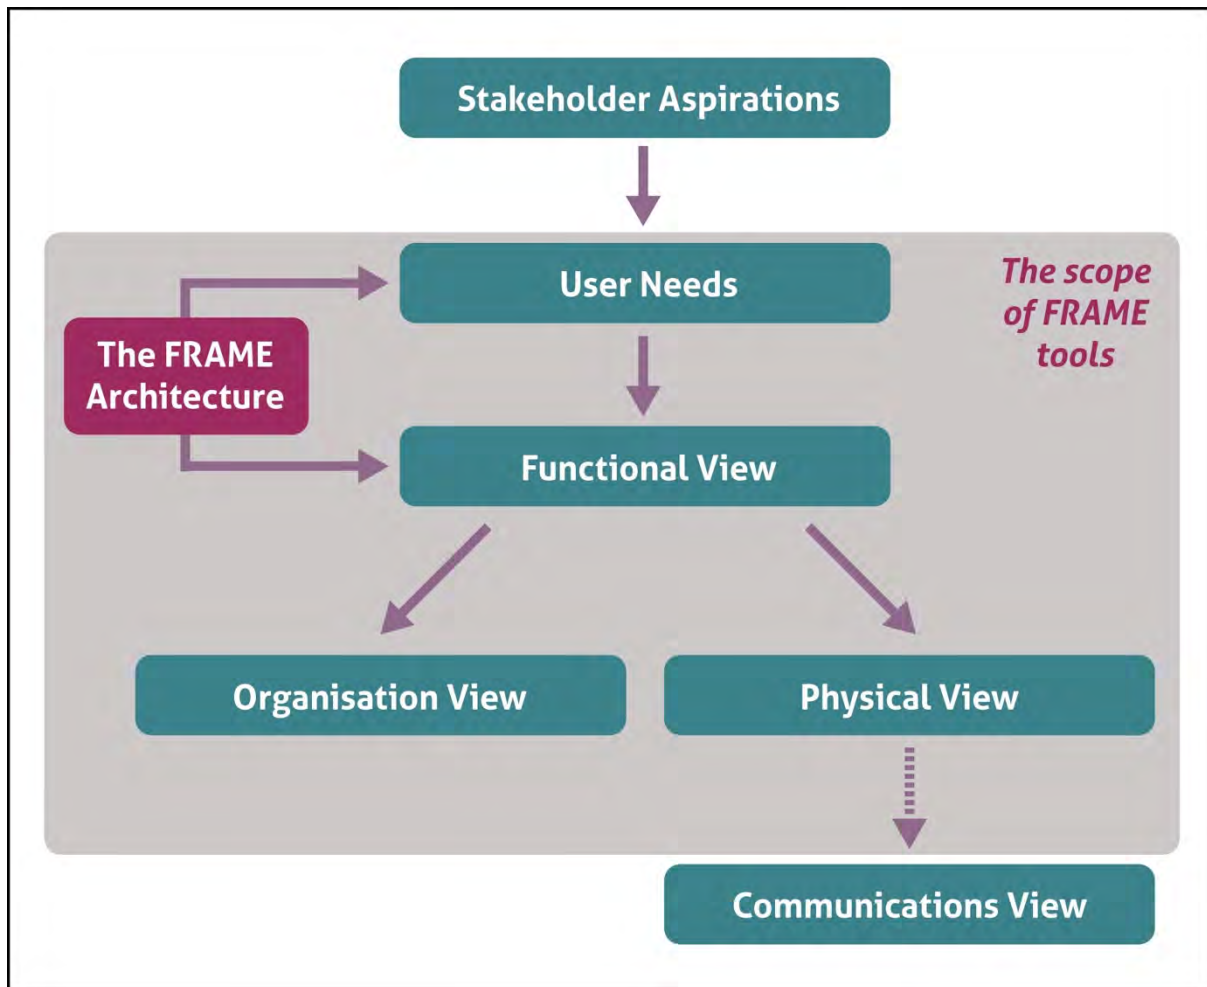 Stakeholder Aspirations
User Needs
The scope
of FRAME
tools
The FRAME
Architecture
Functional View
Organisation View
Physical View
Communications View